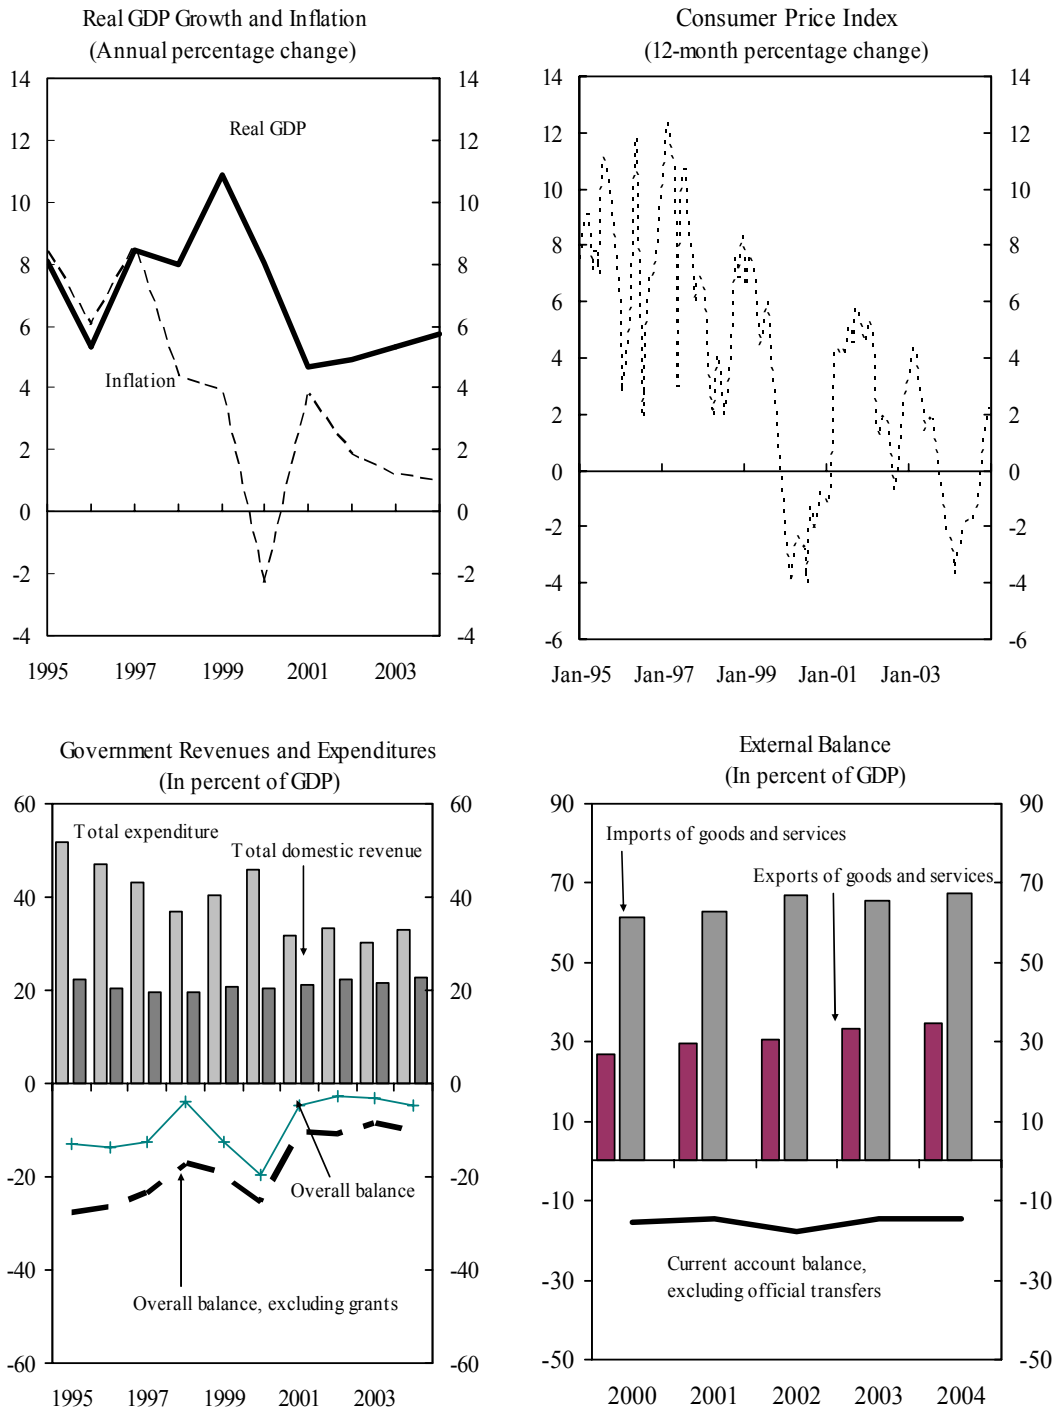 Real GDP Growth and Inflation
(Annual percentage change)
14 14
12 12
10 10
8 8
6 6
4 4
2 2
0 0
-2 -2
-4 -4
Real GDP
Inflation
1995 1997 1999 2001 2003
Consumer Price Index
(12-month percentage change)
14 14
12 12
10 10
8 8
6 6
4 4
2 2
0 0
-2 -2
-4 -4
-6 -6
Jan-95 Jan-97 Jan-99 Jan-01 Jan-03
Government Revenues and Expenditures
(In percent of GDP)
60 60
40 40
20 20
0 0
-20 -20
-40 -40
-60 -60
Total expenditure
Total domestic revenue
Overall balance
Overall balance, excluding grants
1995 1997 1999 2001 2003
External Balance
(In percent of GDP)
90 90
70 70
50 50
30 30
10 10
-10 -10
-30 -30
-50 -50
Imports of goods and services
Exports of goods and services
Current account balance,
excluding official transfers
2000 2001 2002 2003 2004